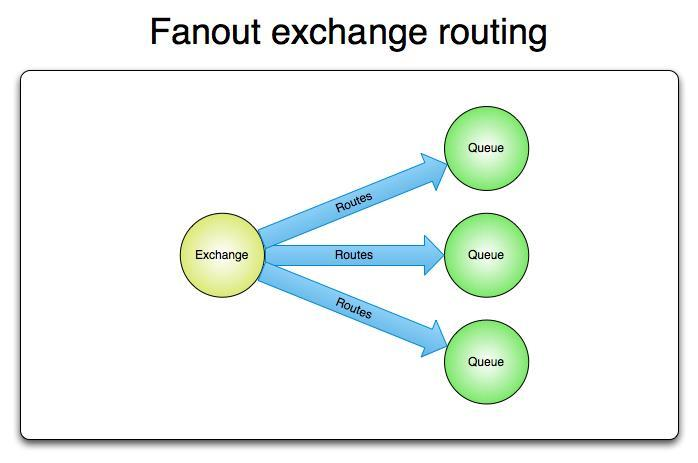 Fanout exchange routing
Queue
Routes
Exchange
Routes
Queue
Routes
Queue